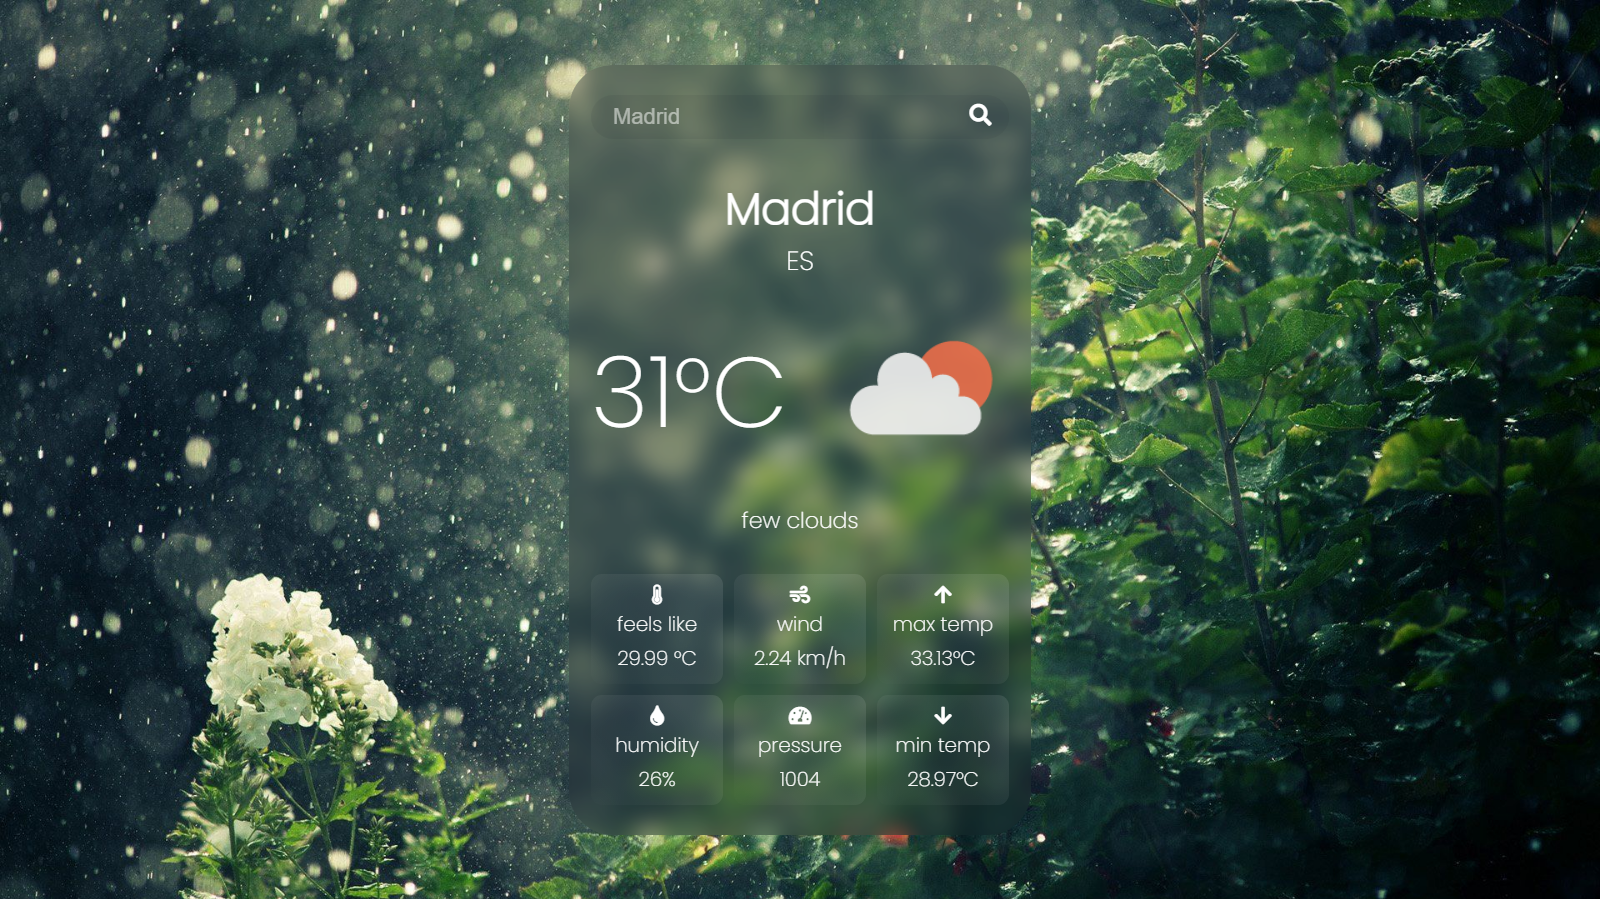 Madrid
Madrid
ES
31°C
few clouds
feels like
29.99 °C
wind
2.24 km/h
max temp
33.13°C
humidity
26%
pressure
1004
min temp
28.97°C